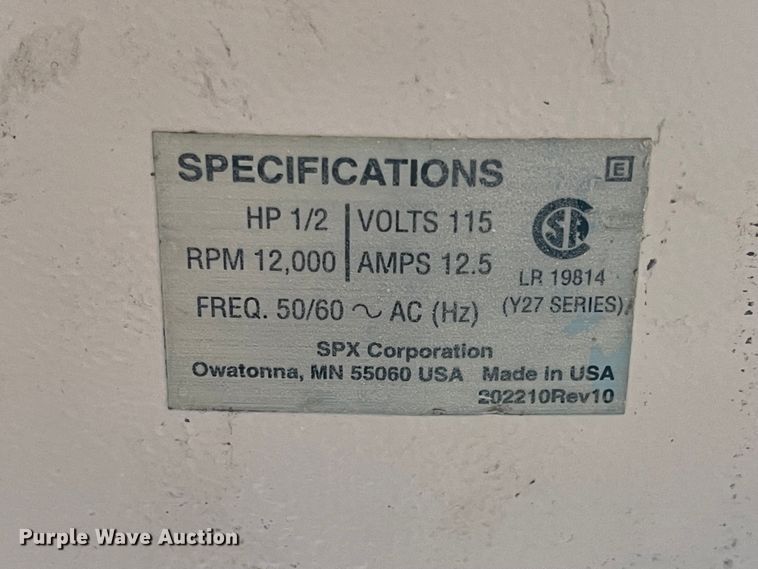 SPECIFICATIONS E
HP 1/2 VOLTS 115
RPM 12,000 AMPS 12.5
LR 19814
FREQ. 50/60 ~ AC (Hz) (Y27 SERIES)
SPX Corporation
Owatonna, MN 55060 USA Made in USA
202210Rev10
Purple Wave Auction